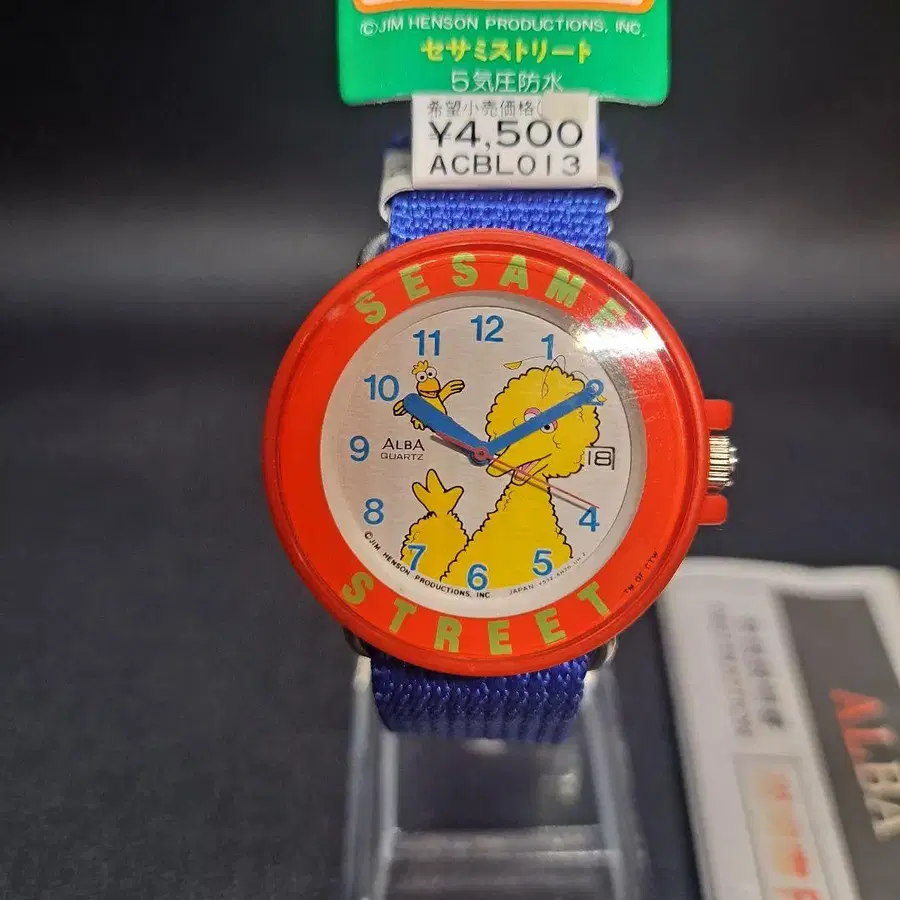 ©JIM HENSON PRODUCTIONS, INC.
セサミストリート
5気圧防水
希望小売価格(
¥4,500
ACBL013
SESAME
12
11
1
10
2
ALBA
QUARTZ
9
18
8
4
7
5
6
©JIM HENSON PRODUCTIONS, INC
JAPAN
STREET
™ OF CTW
ALBA